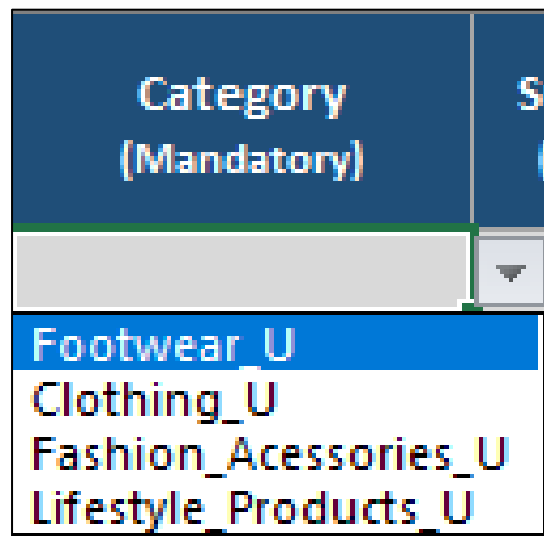 Category
(Mandatory)
Footwear_U
Clothing_U
Fashion_Acessories_U
Lifestyle_Products_U